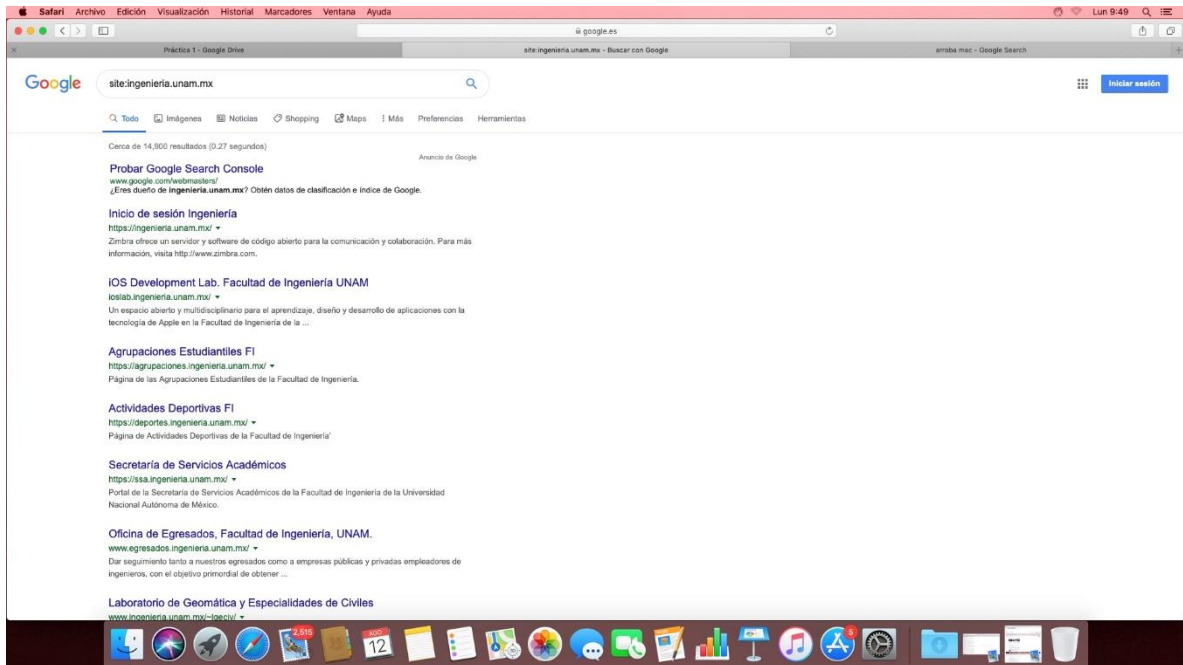 Safari Archivo Edición Visualización Historial Marcadores Ventana Ayuda Lun 9:49
google.es
Práctica 1 - Google Drive site:ingenieria.unam.mx - Buscar con Google arroba mac - Google Search
Google site:ingenieria.unam.mx Iniciar sesión
Todo Imágenes Noticias Shopping Maps Más Preferencias Herramientas
Cerca de 14,900 resultados (0.27 segundos)
Anuncio de Google
Probar Google Search Console
www.google.com/webmasters/
¿Eres dueño de ingenieria.unam.mx? Obtén datos de clasificación e índice de Google.
Inicio de sesión Ingeniería
https://ingenieria.unam.mx/
Zimbra ofrece un servidor y software de código abierto para la comunicación y colaboración. Para más
información, visita http://www.zimbra.com.
iOS Development Lab. Facultad de Ingeniería UNAM
ioslab.ingenieria.unam.mx/
Un espacio abierto y multidisciplinario para el aprendizaje, diseño y desarrollo de aplicaciones con la
tecnología de Apple en la Facultad de Ingeniería de la ...
Agrupaciones Estudiantiles FI
https://agrupaciones.ingenieria.unam.mx/
Página de las Agrupaciones Estudiantiles de la Facultad de Ingeniería.
Actividades Deportivas FI
https://deportes.ingenieria.unam.mx/
Página de Actividades Deportivas de la Facultad de Ingeniería'
Secretaría de Servicios Académicos
https://ssa.ingenieria.unam.mx/
Portal de la Secretaría de Servicios Académicos de la Facultad de Ingeniería de la Universidad
Nacional Autónoma de México.
Oficina de Egresados, Facultad de Ingeniería, UNAM.
www.egresados.ingenieria.unam.mx/
Dar seguimiento tanto a nuestros egresados como a empresas públicas y privadas empleadores de
ingenieros, con el objetivo primordial de obtener ...
Laboratorio de Geomática y Especialidades de Civiles
www.ingenieria.unam.mx/~lgeciv/
2,515
AGO
12
5